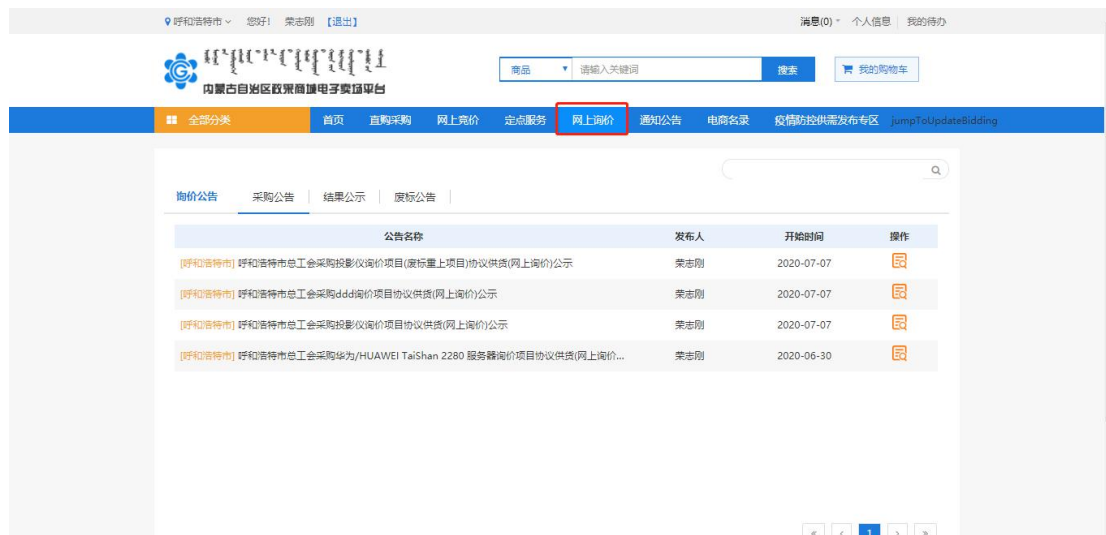 呼和浩特市 您好! 荣志刚 【退出】 消息(0) 个人信息 我的待办
内蒙古自治区政采商城电子卖场平台
商品 请输入关键词 搜索 我的购物车
全部分类 首页 直购采购 网上竞价 定点服务 网上询价 通知公告 电商名录 疫情防控供需发布专区 jumpToUpdateBidding
询价公告 采购公告 结果公示 废标公告
公告名称 发布人 开始时间 操作
[呼和浩特市] 呼和浩特市总工会采购投影仪询价项目(废标重上项目)协议供货(网上询价)公示 荣志刚 2020-07-07
[呼和浩特市] 呼和浩特市总工会采购ddd询价项目协议供货(网上询价)公示 荣志刚 2020-07-07
[呼和浩特市] 呼和浩特市总工会采购投影仪询价项目协议供货(网上询价)公示 荣志刚 2020-07-07
[呼和浩特市] 呼和浩特市总工会采购华为/HUAWEI TaiShan 2280 服务器询价项目协议供货(网上询价... 荣志刚 2020-06-30
« ‹ 1 › »